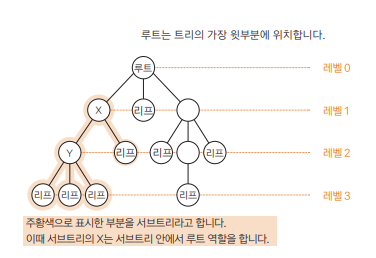 루트는 트리의 가장 윗부분에 위치합니다.
루트 레벨 0
X 리프 레벨 1
Y 리프 리프 리프 레벨 2
리프 리프 리프 리프 레벨 3
주황색으로 표시한 부분을 서브트리라고 합니다.
이때 서브트리의 X는 서브트리 안에서 루트 역할을 합니다.